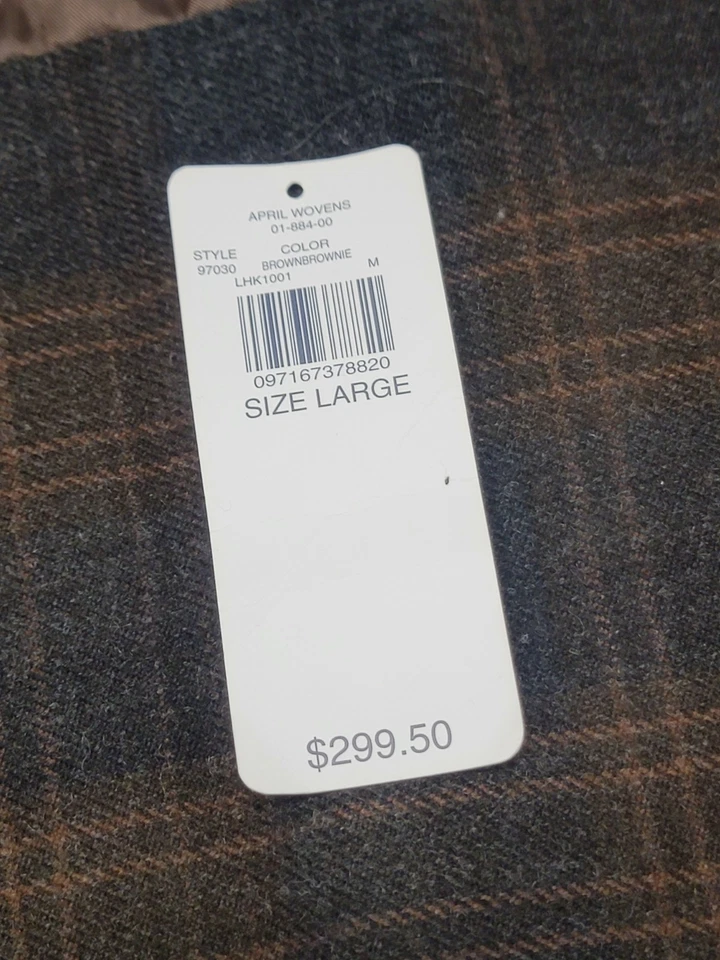 APRIL WOVENS
01-884-00
STYLE COLOR
97030 BROWNBROWNIE M
LHK1001
097167378820
SIZE LARGE
$299.50